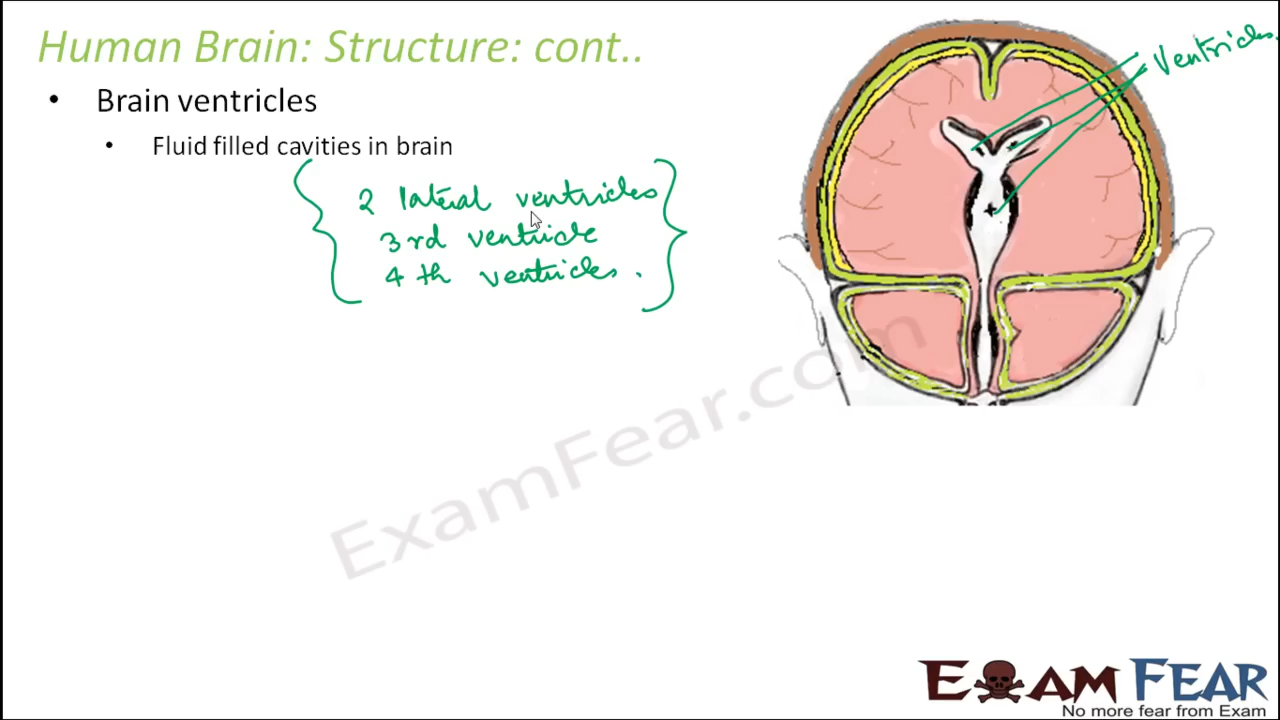 Human Brain: Structure: cont..
• Brain ventricles
• Fluid filled cavities in brain
2 lateral ventricles
3rd ventricle
4th ventricles.
Ventricles.
ExamFear.com
EXAM FEAR
No more fear from Exam